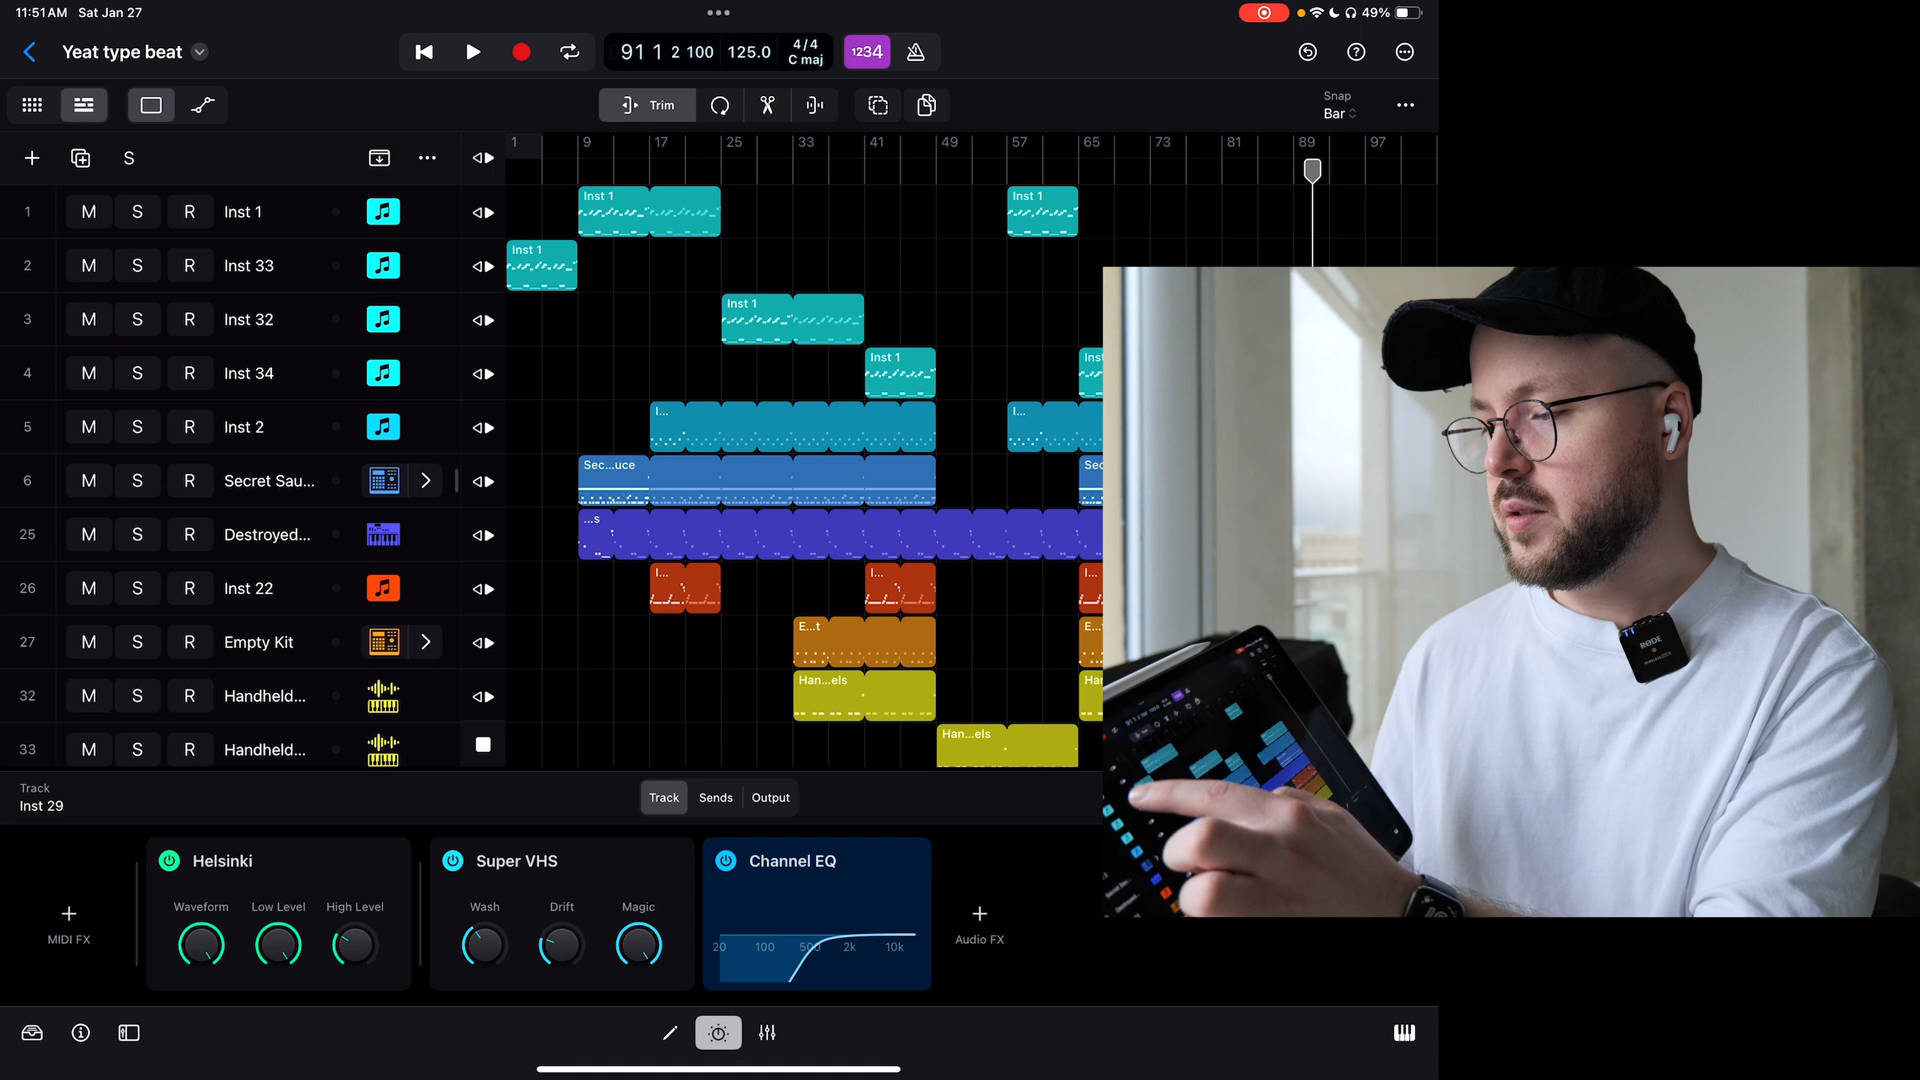 11:51 AM Sat Jan 27
49%
Yeat type beat
91 1 2 100
125.0
4/4
C maj
1234
Trim
Snap
Bar
S
1 9 17 25 33 41 49 57 65 73 81 89 97
1 M S R Inst 1
Inst 1
Inst 1
2 M S R Inst 33
Inst 1
3 M S R Inst 32
Inst 1
4 M S R Inst 34
Inst 1
Inst
5 M S R Inst 2
I...
I...
6 M S R Secret Sau...
Sec...uce
Sec
25 M S R Destroyed...
...s
26 M S R Inst 22
I...
I...
I...
27 M S R Empty Kit
E...t
E...
32 M S R Handheld...
Han...els
Han
33 M S R Handheld...
Han...els
Track
Inst 29
Track Sends Output
Helsinki
Waveform Low Level High Level
Super VHS
Wash Drift Magic
Channel EQ
20 100 500 2k 10k
MIDI FX
Audio FX
RØDE